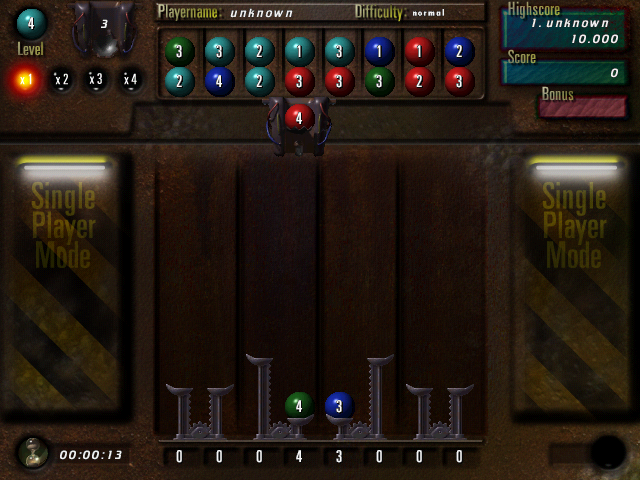 4
Level
x1 x2 x3 x4
3
Playername: unknown Difficulty: normal
3 3 2 1 3 1 1 2
2 4 2 3 3 3 2 3
4
Highscore
1. unknown
10.000
Score
0
Bonus
Single
Player
Mode
Single
Player
Mode
4 3
00:00:13
0 0 0 4 3 0 0 0